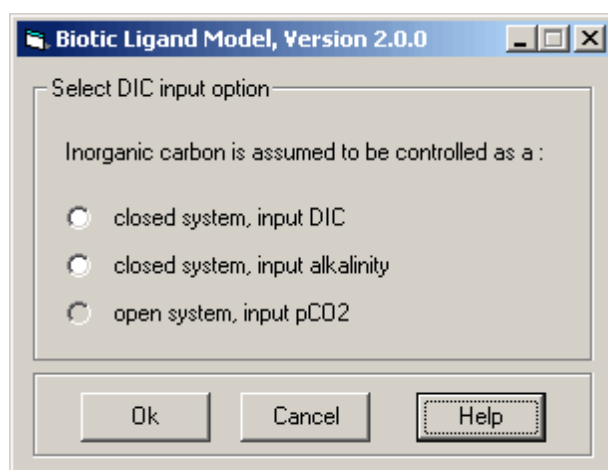 Biotic Ligand Model, Version 2.0.0
Select DIC input option
Inorganic carbon is assumed to be controlled as a :
closed system, input DIC
closed system, input alkalinity
open system, input pCO2
Ok Cancel Help